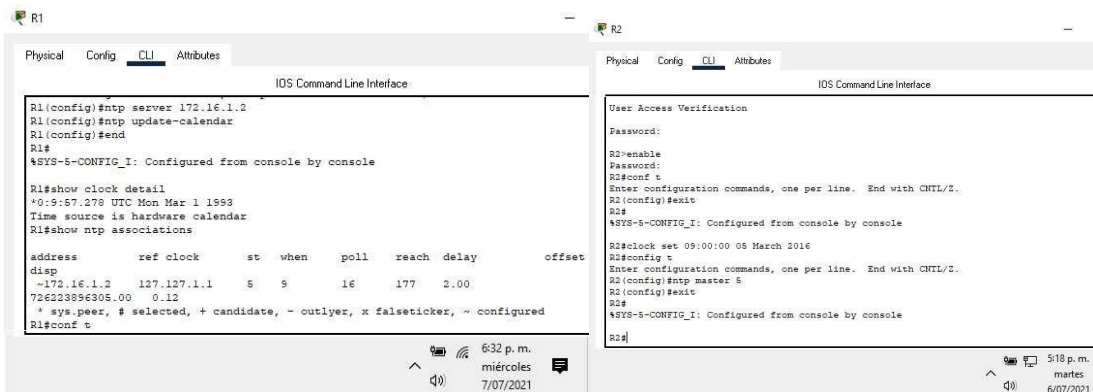 R1
Physical Config CLI Attributes
IOS Command Line Interface
R1(config)#ntp server 172.16.1.2
R1(config)#ntp update-calendar
R1(config)#end
R1#
%SYS-5-CONFIG_I: Configured from console by console
R1#show clock detail
*0:9:57.278 UTC Mon Mar 1 1993
Time source is hardware calendar
R1#show ntp associations
address ref clock st when poll reach delay offset
disp
~172.16.1.2 127.127.1.1 5 9 16 177 2.00
726223896305.00 0.12
* sys.peer, # selected, + candidate, - outlyer, x falseticker, ~ configured
R1#conf t
6:32 p. m.
miércoles
7/07/2021
R2
Physical Config CLI Attributes
IOS Command Line Interface
User Access Verification
Password:
R2>enable
Password:
R2#conf t
Enter configuration commands, one per line. End with CNTL/Z.
R2(config)#exit
R2#
%SYS-5-CONFIG_I: Configured from console by console
R2#clock set 09:00:00 05 March 2016
R2#config t
Enter configuration commands, one per line. End with CNTL/Z.
R2(config)#ntp master 5
R2(config)#exit
R2#
%SYS-5-CONFIG_I: Configured from console by console
R2#
5:18 p. m.
martes
6/07/2021